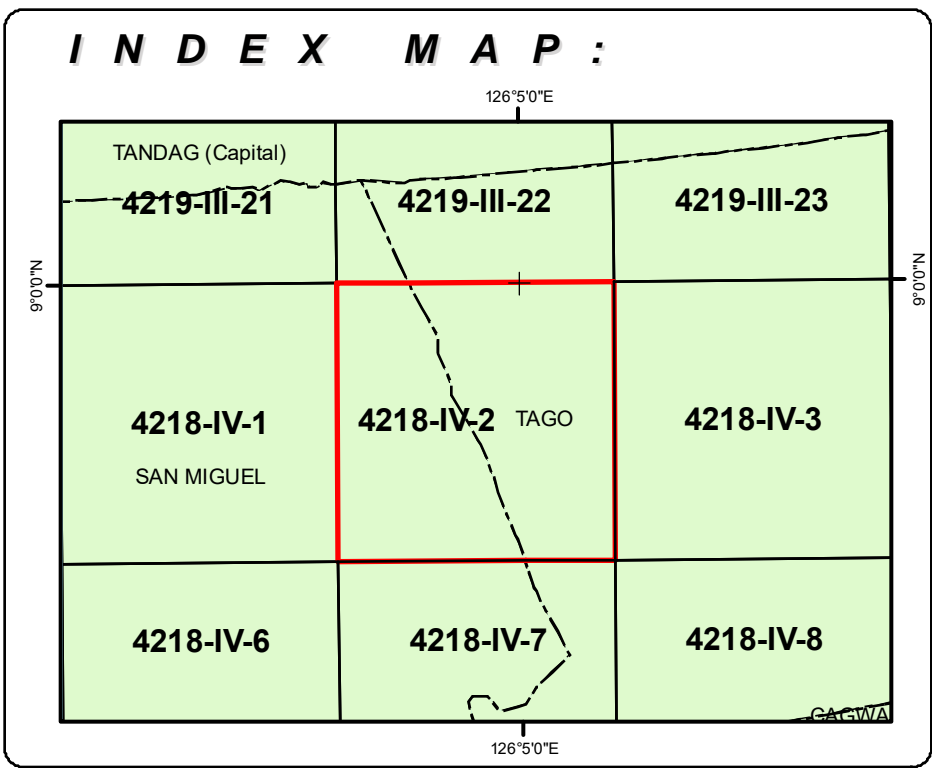 INDEX MAP:
126°5'0"E
TANDAG (Capital)
4219-III-21
4219-III-22
4219-III-23
9°0'0"N
9°0'0"N
4218-IV-1
4218-IV-2
TAGO
4218-IV-3
SAN MIGUEL
4218-IV-6
4218-IV-7
4218-IV-8
CAGWA
126°5'0"E